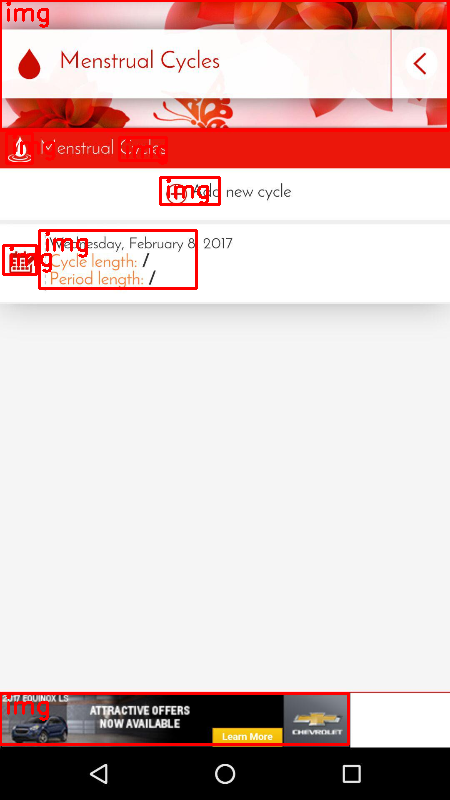 img
Menstrual Cycles
Menstrual Cycles
img
Add new cycle
img
Wednesday, February 8, 2017
img
Cycle length: /
Period length: /
img
2017 EQUINOX LS
ATTRACTIVE OFFERS
NOW AVAILABLE
Learn More
CHEVROLET